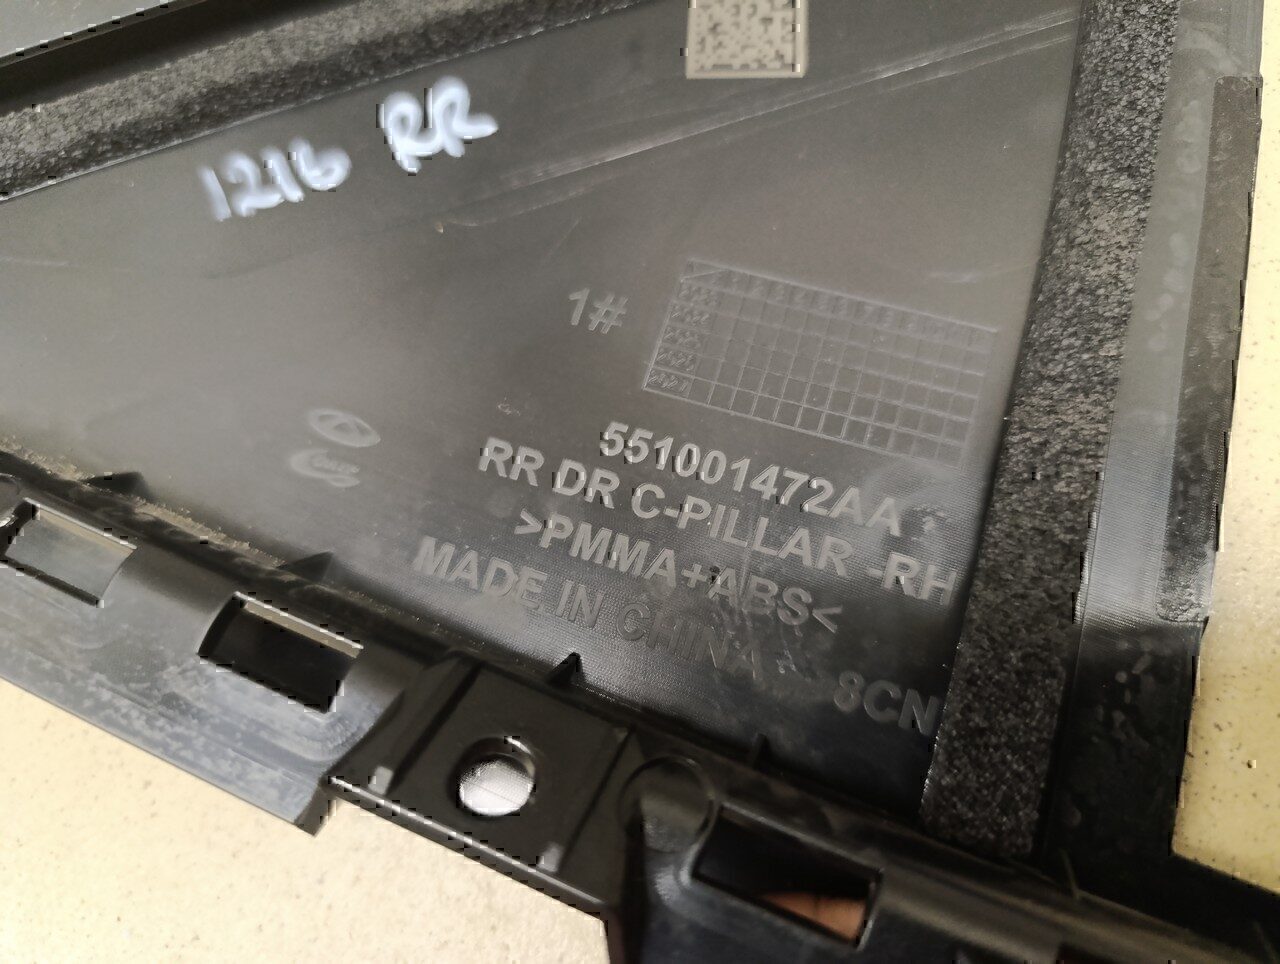 1216 RR
1#
551001472AA
RR DR C-PILLAR -RH
>PMMA+ABS<
MADE IN CHINA
8CN